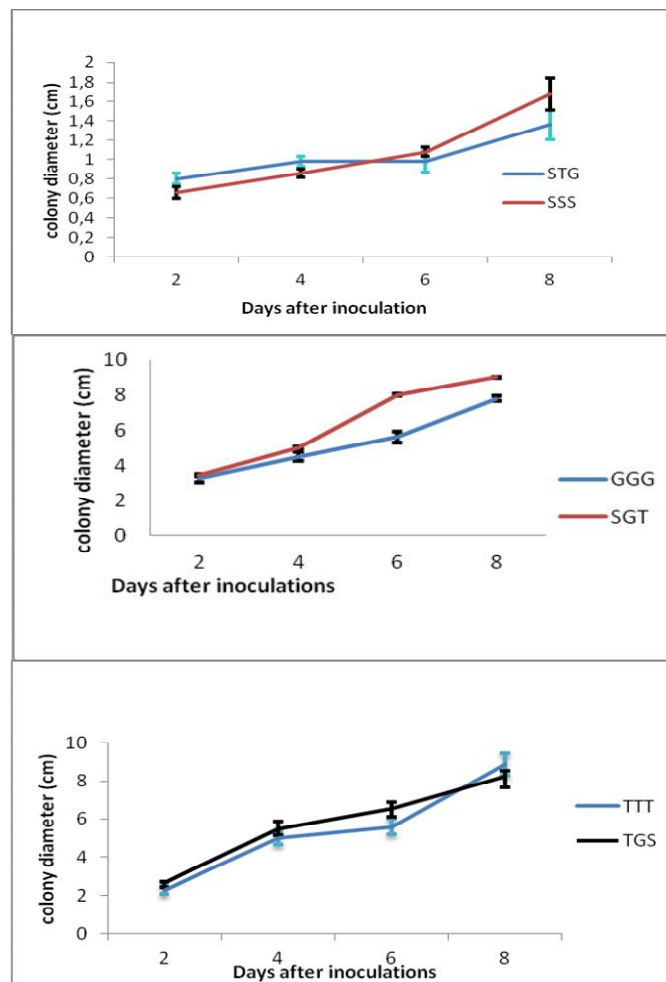 colony diameter (cm)
2
1,8
1,6
1,4
1,2
1
0,8
0,6
0,4
0,2
0
2 4 6 8
Days after inoculation
STG
SSS
colony diameter (cm)
10
8
6
4
2
0
2 4 6 8
Days after inoculations
GGG
SGT
colony diameter (cm)
10
8
6
4
2
0
2 4 6 8
Days after inoculations
TTT
TGS